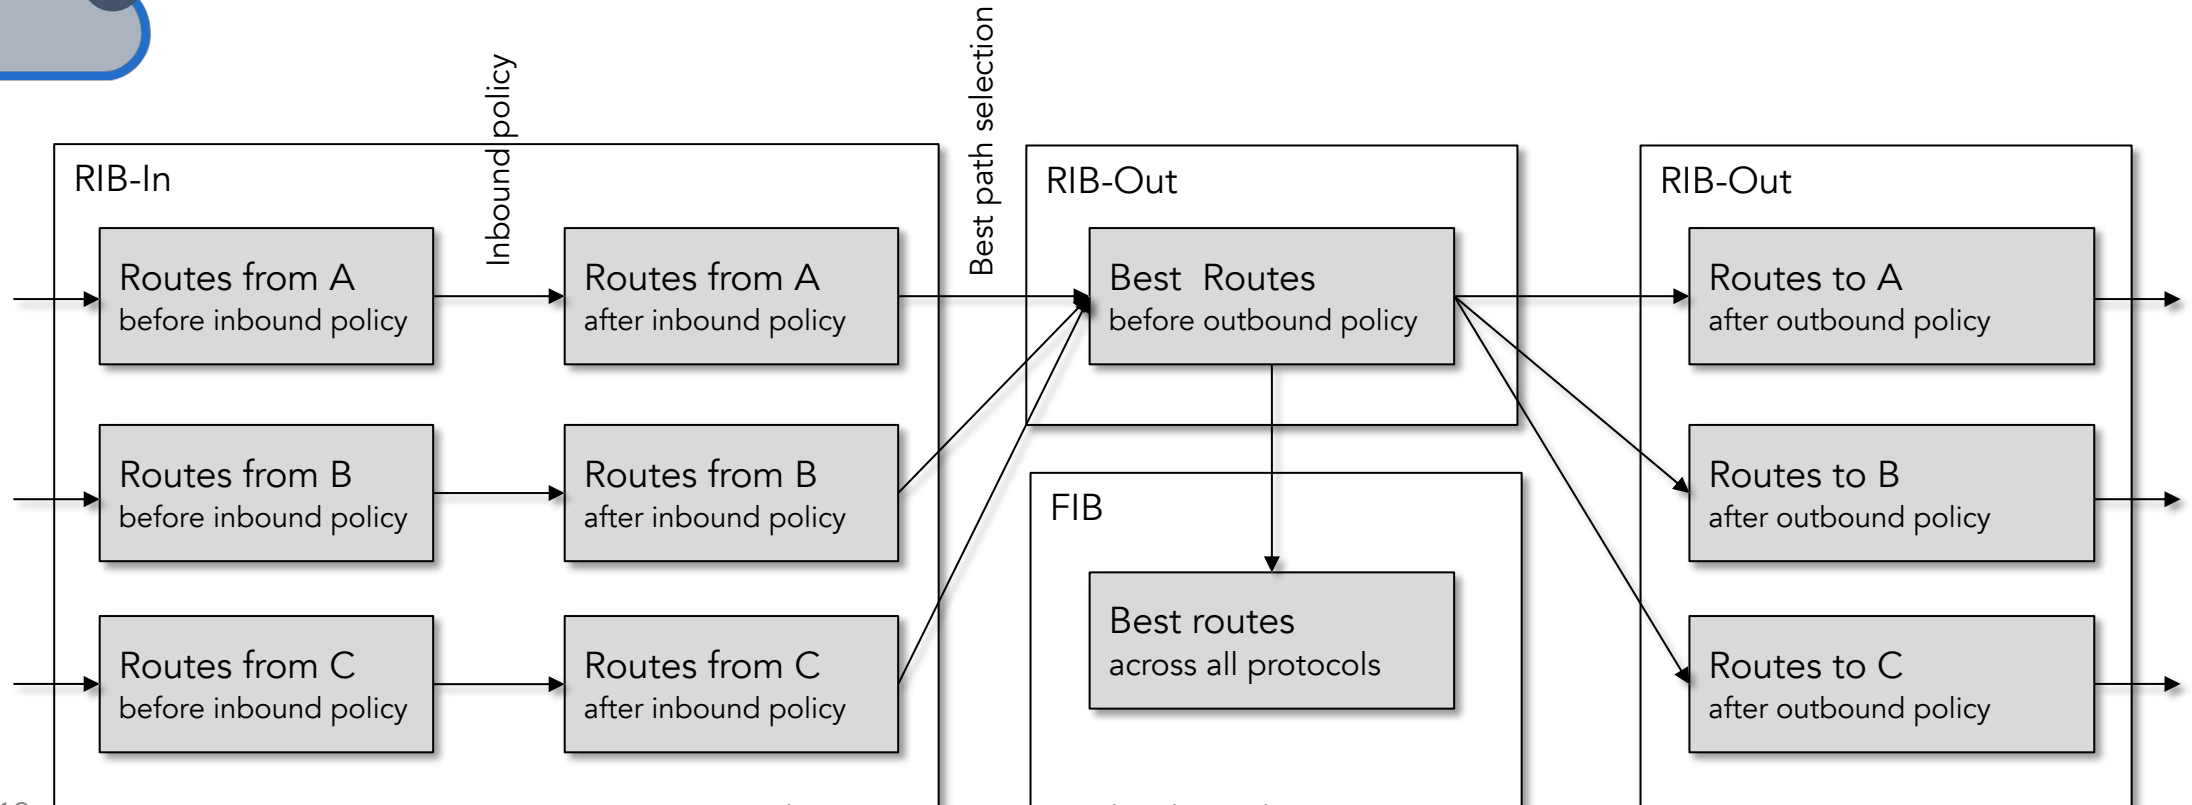 Inbound policy
Best path selection
RIB-In
Routes from A
before inbound policy
Routes from A
after inbound policy
Routes from B
before inbound policy
Routes from B
after inbound policy
Routes from C
before inbound policy
Routes from C
after inbound policy
RIB-Out
Best Routes
before outbound policy
FIB
Best routes
across all protocols
RIB-Out
Routes to A
after outbound policy
Routes to B
after outbound policy
Routes to C
after outbound policy